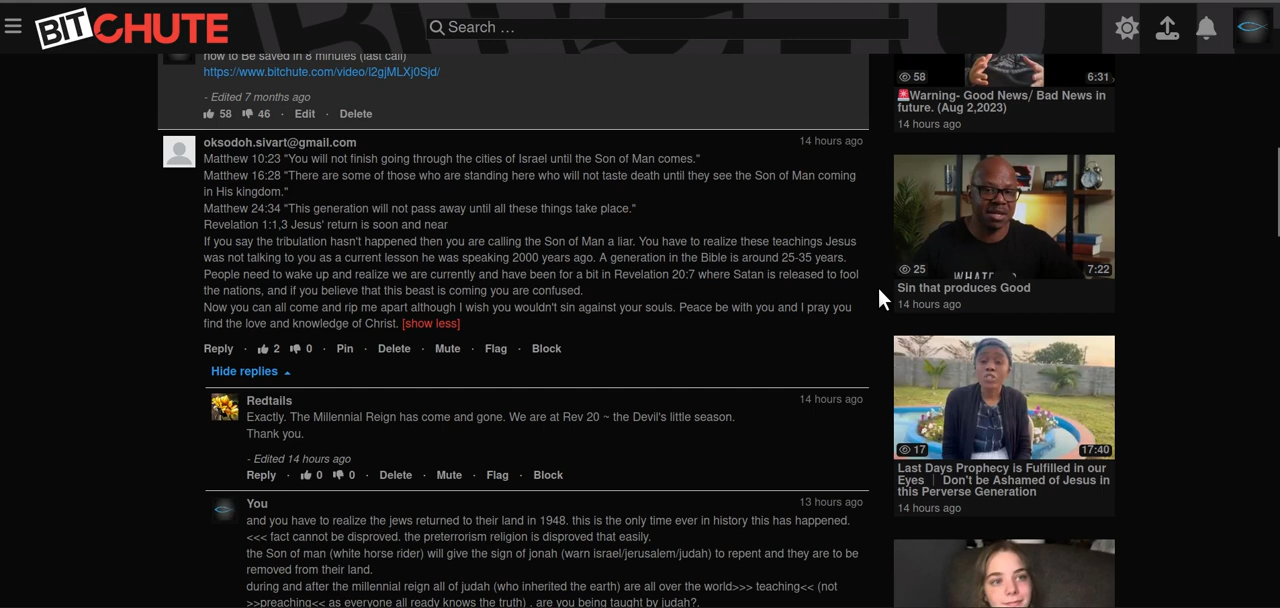 BITCHUTE
Search …
how to Be saved in 8 minutes (last call)
https://www.bitchute.com/video/l2gjMLXj0Sjd/
- Edited 7 months ago
58 46 · Edit · Delete
oksodoh.sivart@gmail.com 14 hours ago
Matthew 10:23 "You will not finish going through the cities of Israel until the Son of Man comes."
Matthew 16:28 "There are some of those who are standing here who will not taste death until they see the Son of Man coming
in His kingdom."
Matthew 24:34 "This generation will not pass away until all these things take place."
Revelation 1:1,3 Jesus' return is soon and near
If you say the tribulation hasn't happened then you are calling the Son of Man a liar. You have to realize these teachings Jesus
was not talking to you as a current lesson he was speaking 2000 years ago. A generation in the Bible is around 25-35 years.
People need to wake up and realize we are currently and have been for a bit in Revelation 20:7 where Satan is released to fool
the nations, and if you believe that this beast is coming you are confused.
Now you can all come and rip me apart although I wish you wouldn't sin against your souls. Peace be with you and I pray you
find the love and knowledge of Christ. [show less]
Reply · 2 0 · Pin · Delete · Mute · Flag · Block
Hide replies
Redtails 14 hours ago
Exactly. The Millennial Reign has come and gone. We are at Rev 20 ~ the Devil's little season.
Thank you.
- Edited 14 hours ago
Reply · 0 0 · Delete · Mute · Flag · Block
You 13 hours ago
and you have to realize the jews returned to their land in 1948. this is the only time ever in history this has happened.
<<< fact cannot be disproved. the preterrorism religion is disproved that easily.
the Son of man (white horse rider) will give the sign of jonah (warn israel/jerusalem/judah) to repent and they are to be
removed from their land.
during and after the millennial reign all of judah (who inherited the earth) are all over the world>>> teaching<< (not
>>preaching<< as everyone all ready knows the truth) . are you being taught by judah?.
58 6:31
🚨Warning- Good News/ Bad News in
future. (Aug 2,2023)
14 hours ago
25 7:22
Sin that produces Good
14 hours ago
17 17:40
Last Days Prophecy is Fulfilled in our
Eyes | Don't be Ashamed of Jesus in
this Perverse Generation
14 hours ago